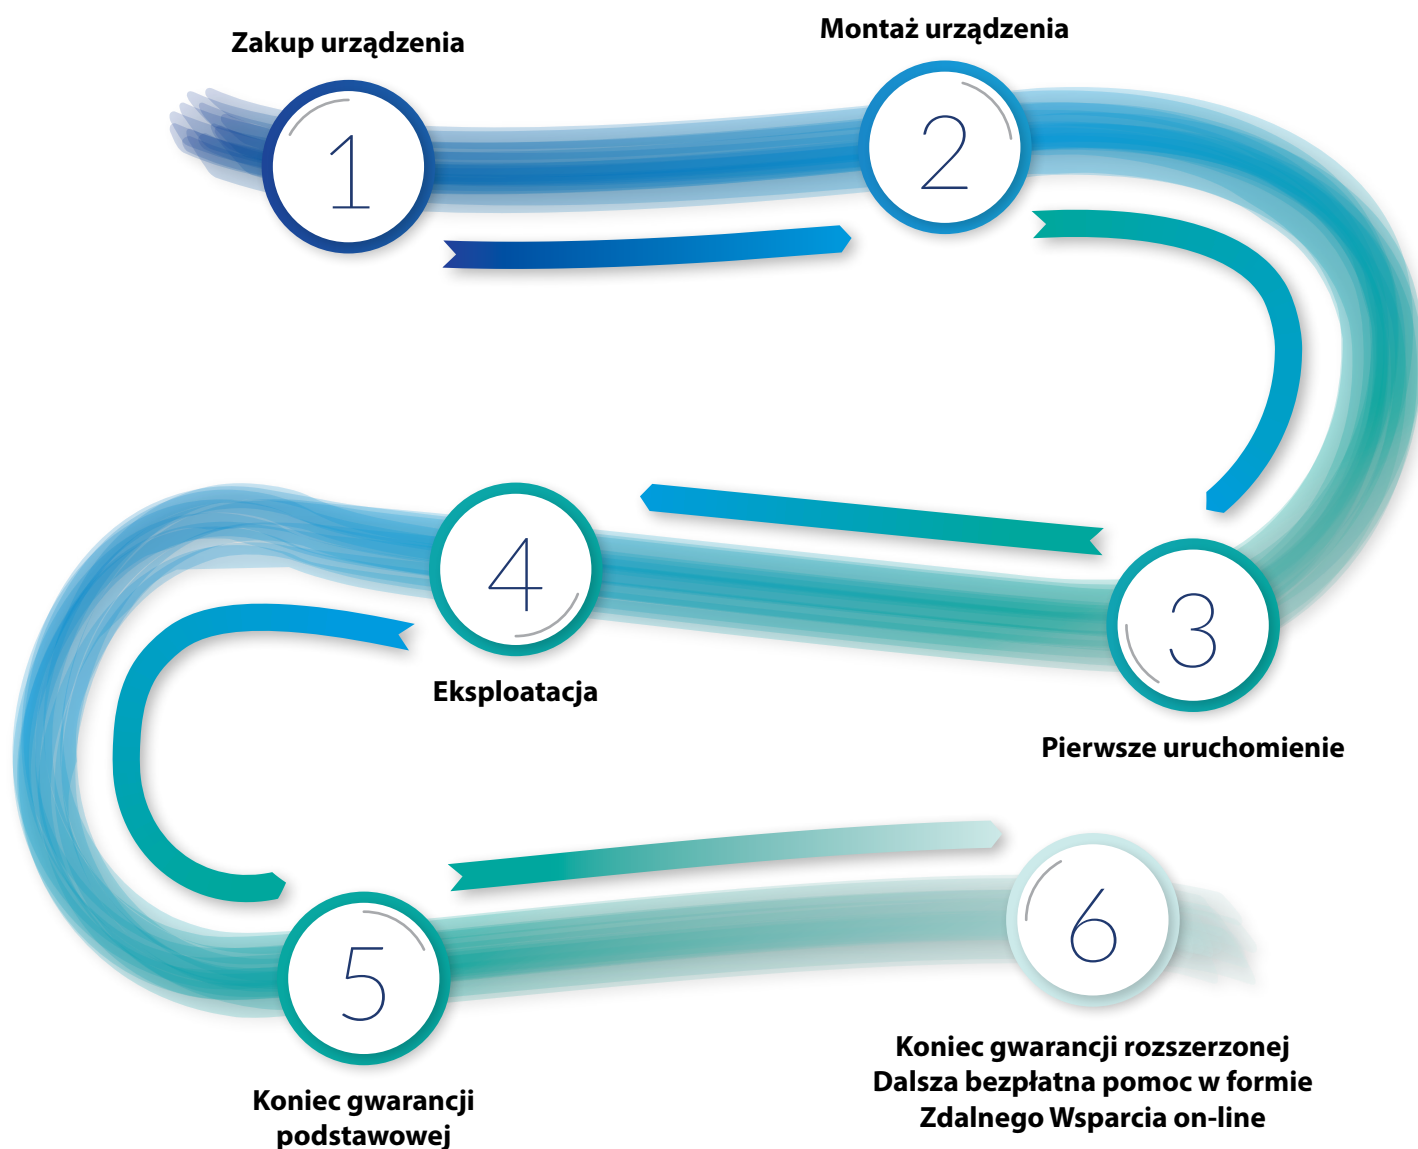 Zakup urządzenia
1
Montaż urządzenia
2
3
Pierwsze uruchomienie
4
Eksploatacja
5
Koniec gwarancji
podstawowej
6
Koniec gwarancji rozszerzonej
Dalsza bezpłatna pomoc w formie
Zdalnego Wsparcia on-line